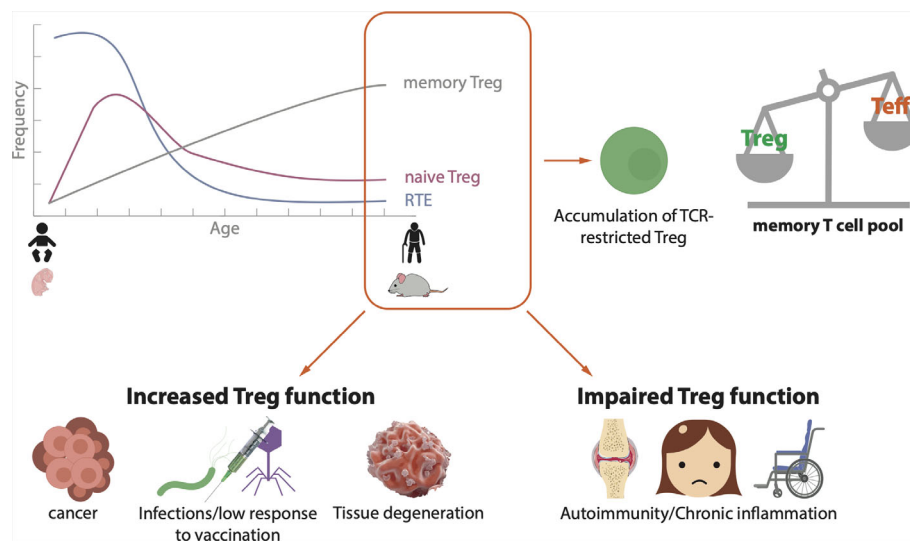 Frequency
memory Treg
naive Treg
RTE
Age
Accumulation of TCR-
restricted Treg
Treg
Teff
memory T cell pool
Increased Treg function
cancer
Infections/low response
to vaccination
Tissue degeneration
Impaired Treg function
Autoimmunity/Chronic inflammation